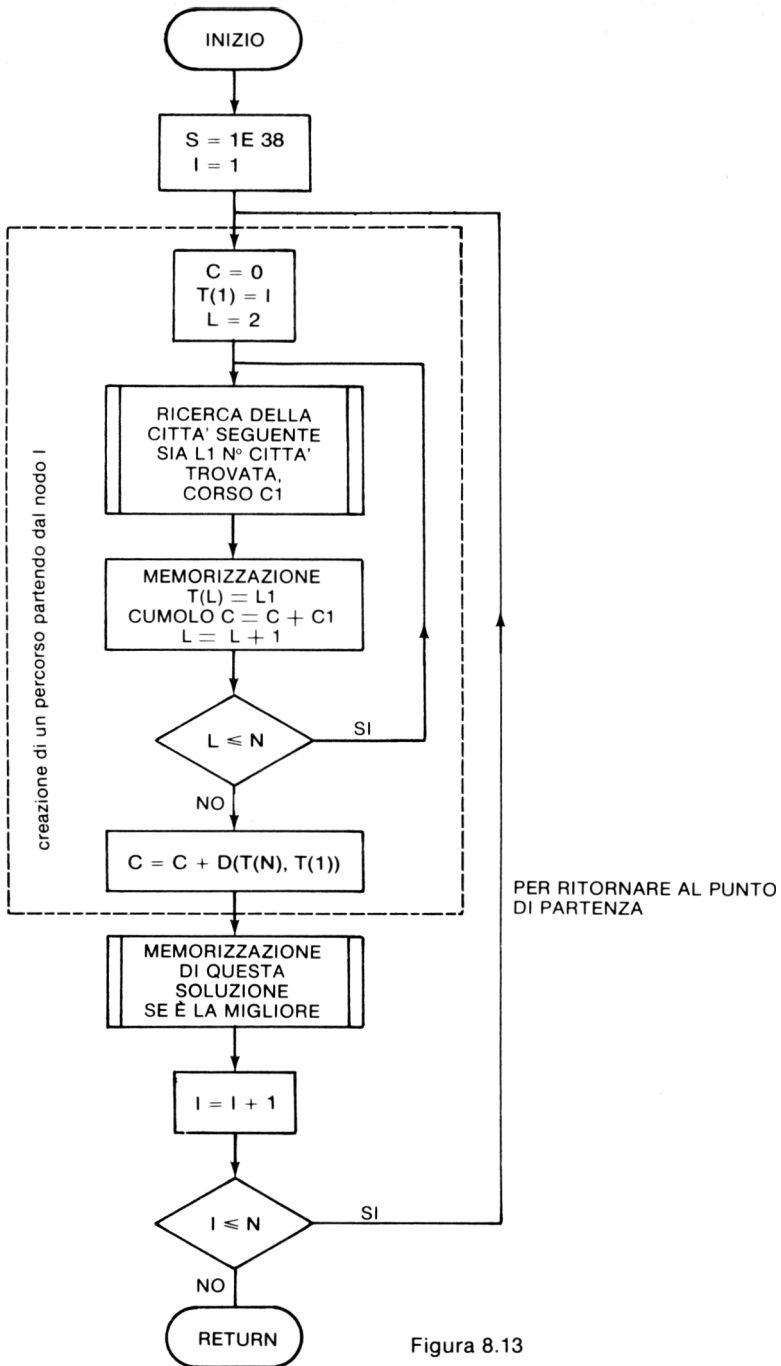 INIZIO
S = 1E 38
I = 1
C = 0
T(1) = I
L = 2
RICERCA DELLA
CITTA' SEGUENTE
SIA L1 Nº CITTA'
TROVATA,
CORSO C1
MEMORIZZAZIONE
T(L) = L1
CUMOLO C = C + C1
L = L + 1
L ≤ N
SI
NO
C = C + D(T(N), T(1))
creazione di un percorso partendo dal nodo I
PER RITORNARE AL PUNTO
DI PARTENZA
MEMORIZZAZIONE
DI QUESTA
SOLUZIONE
SE È LA MIGLIORE
I = I + 1
I ≤ N
SI
NO
RETURN
Figura 8.13